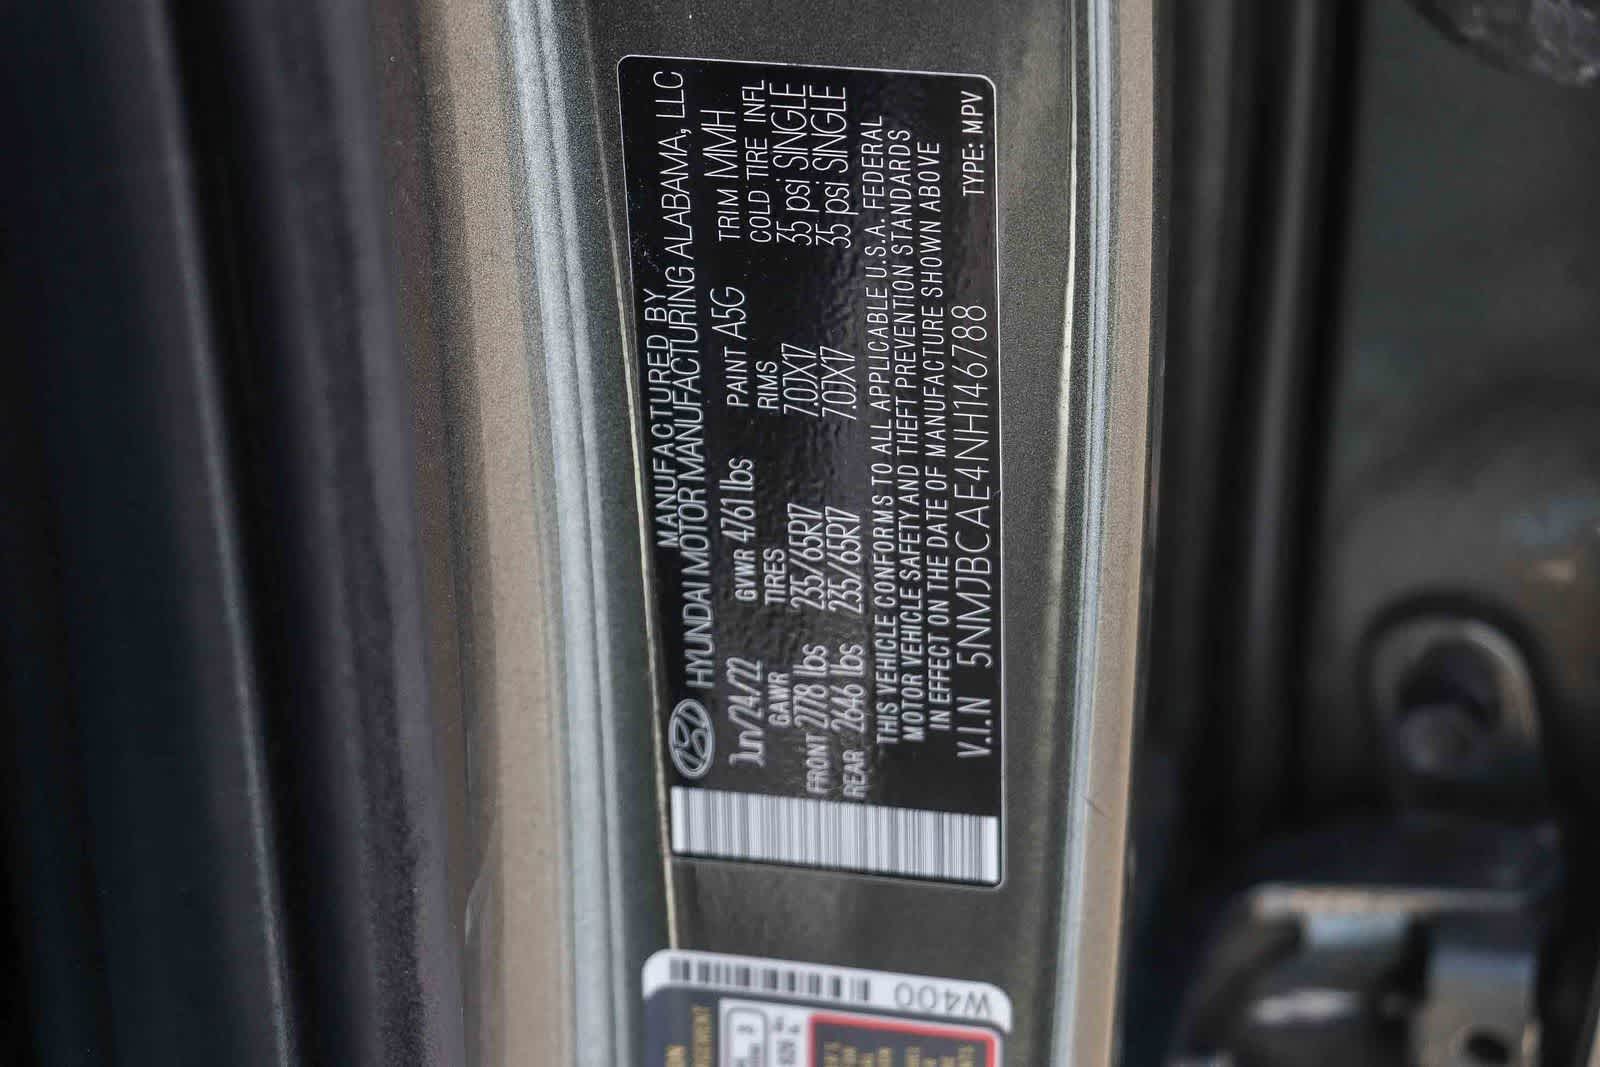 MANUFACTURED BY
HYUNDAI MOTOR MANUFACTURING ALABAMA, LLC
Jun/24/22 GVWR 4761 lbs PAINT A5G TRIM MMH
GAWR TIRES RIMS COLD TIRE INFL
FRONT 2778 lbs 235/65R17 7.0JX17 35 psi SINGLE
REAR 2646 lbs 235/65R17 7.0JX17 35 psi SINGLE
THIS VEHICLE CONFORMS TO ALL APPLICABLE U.S.A. FEDERAL
MOTOR VEHICLE SAFETY AND THEFT PREVENTION STANDARDS
IN EFFECT ON THE DATE OF MANUFACTURE SHOWN ABOVE
V.I.N 5NMJBCAE4NH146788 TYPE: MPV
W400